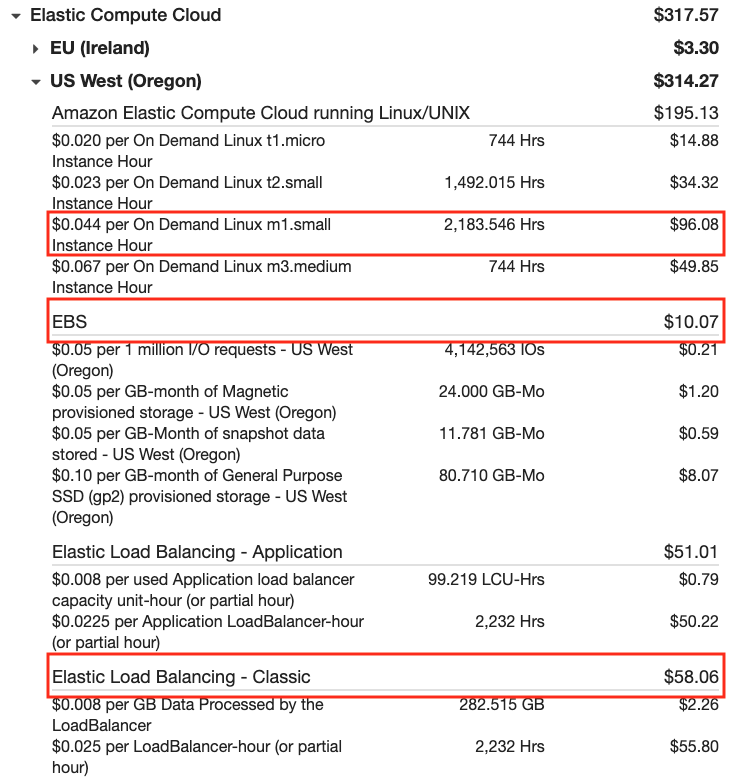 Elastic Compute Cloud $317.57
EU (Ireland) $3.30
US West (Oregon) $314.27
Amazon Elastic Compute Cloud running Linux/UNIX $195.13
$0.020 per On Demand Linux t1.micro 744 Hrs $14.88
Instance Hour
$0.023 per On Demand Linux t2.small 1,492.015 Hrs $34.32
Instance Hour
$0.044 per On Demand Linux m1.small 2,183.546 Hrs $96.08
Instance Hour
$0.067 per On Demand Linux m3.medium 744 Hrs $49.85
Instance Hour
EBS $10.07
$0.05 per 1 million I/O requests - US West 4,142,563 IOs $0.21
(Oregon)
$0.05 per GB-month of Magnetic 24.000 GB-Mo $1.20
provisioned storage - US West (Oregon)
$0.05 per GB-Month of snapshot data 11.781 GB-Mo $0.59
stored - US West (Oregon)
$0.10 per GB-month of General Purpose 80.710 GB-Mo $8.07
SSD (gp2) provisioned storage - US West
(Oregon)
Elastic Load Balancing - Application $51.01
$0.008 per used Application load balancer 99.219 LCU-Hrs $0.79
capacity unit-hour (or partial hour)
$0.0225 per Application LoadBalancer-hour 2,232 Hrs $50.22
(or partial hour)
Elastic Load Balancing - Classic $58.06
$0.008 per GB Data Processed by the 282.515 GB $2.26
LoadBalancer
$0.025 per LoadBalancer-hour (or partial 2,232 Hrs $55.80
hour)